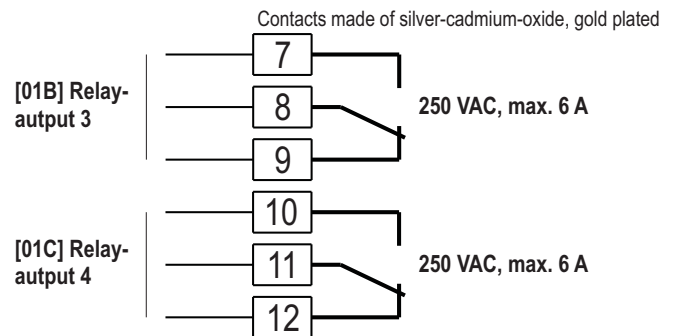 Contacts made of silver-cadmium-oxide, gold plated
7
[01B] Relay-
autput 3
8
250 VAC, max. 6 A
9
10
[01C] Relay-
autput 4
11
250 VAC, max. 6 A
12